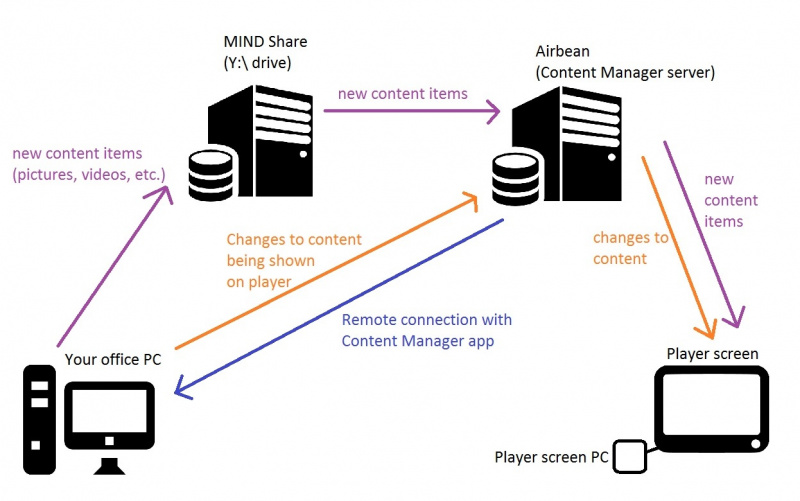 MIND Share
(Y:\ drive)
Airbean
(Content Manager server)
new content items
new content items
(pictures, videos, etc.)
new
content
items
Changes to content
being shown
on player
changes to
content
Remote connection with
Content Manager app
Your office PC
Player screen
Player screen PC